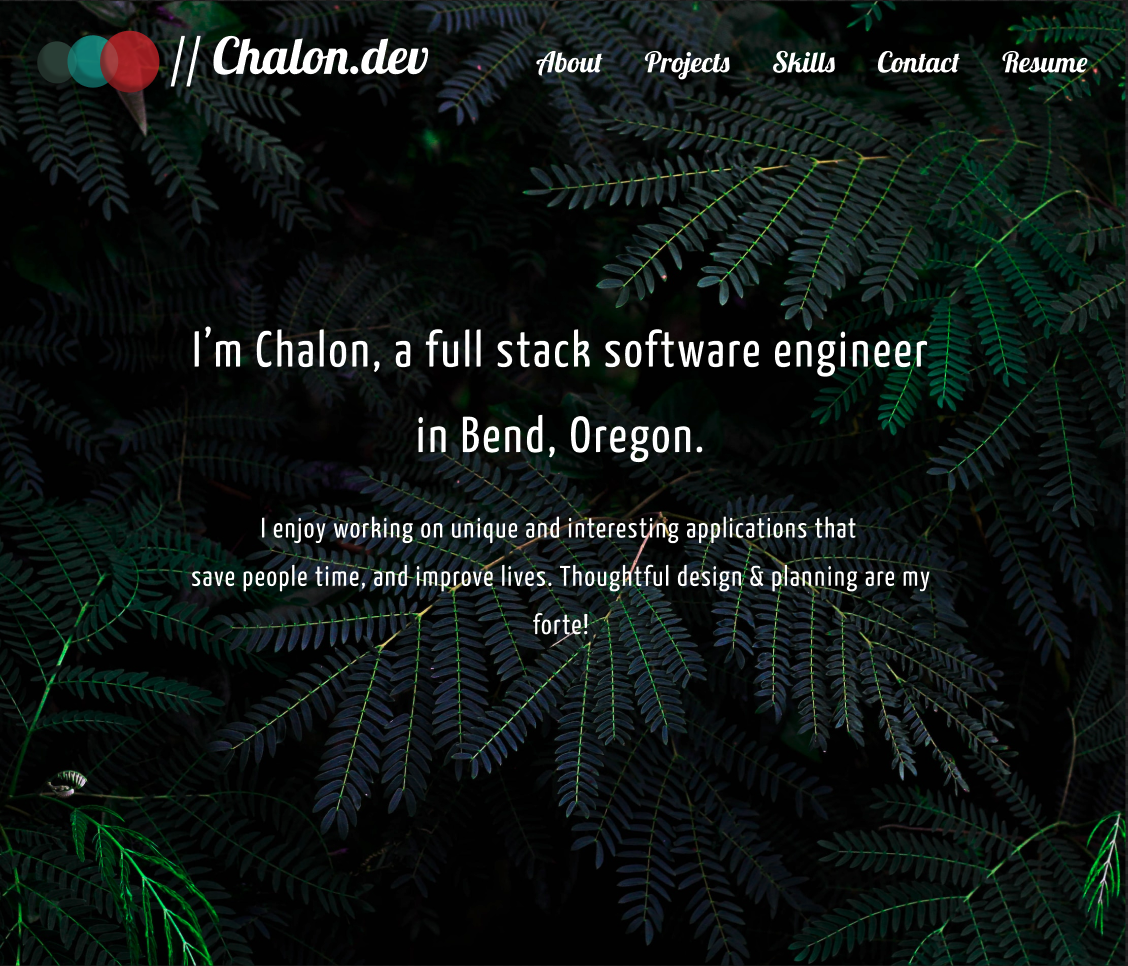 // Chalon.dev
About Projects Skills Contact Resume
I’m Chalon, a full stack software engineer
in Bend, Oregon.
I enjoy working on unique and interesting applications that
save people time, and improve lives. Thoughtful design & planning are my
forte!